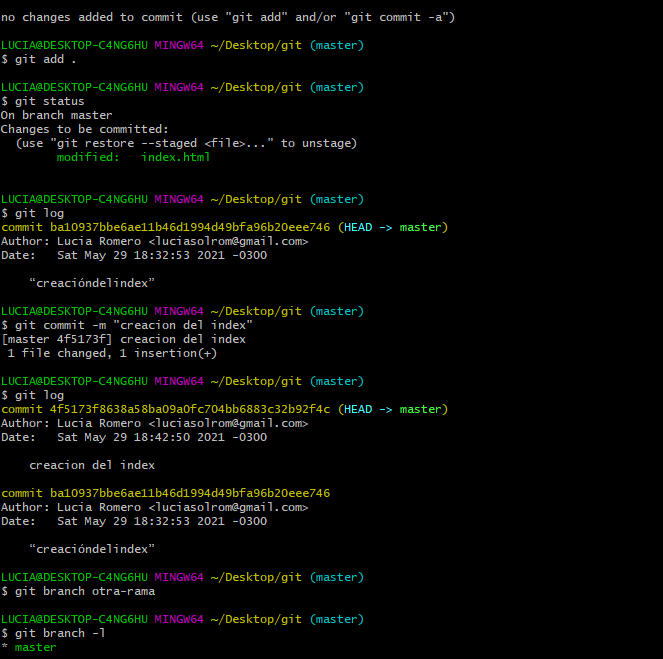 no changes added to commit (use "git add" and/or "git commit -a")
LUCIA@DESKTOP-C4NG6HU MINGW64 ~/Desktop/git (master)
$ git add .
LUCIA@DESKTOP-C4NG6HU MINGW64 ~/Desktop/git (master)
$ git status
On branch master
Changes to be committed:
  (use "git restore --staged <file>..." to unstage)
        modified:   index.html
LUCIA@DESKTOP-C4NG6HU MINGW64 ~/Desktop/git (master)
$ git log
commit ba10937bbe6ae11b46d1994d49bfa96b20eee746 (HEAD -> master)
Author: Lucia Romero <luciasolrom@gmail.com>
Date:   Sat May 29 18:32:53 2021 -0300
    “creacióndelindex”
LUCIA@DESKTOP-C4NG6HU MINGW64 ~/Desktop/git (master)
$ git commit -m "creacion del index"
[master 4f5173f] creacion del index
 1 file changed, 1 insertion(+)
LUCIA@DESKTOP-C4NG6HU MINGW64 ~/Desktop/git (master)
$ git log
commit 4f5173f8638a58ba09a0fc704bb6883c32b92f4c (HEAD -> master)
Author: Lucia Romero <luciasolrom@gmail.com>
Date:   Sat May 29 18:42:50 2021 -0300
    creacion del index
commit ba10937bbe6ae11b46d1994d49bfa96b20eee746
Author: Lucia Romero <luciasolrom@gmail.com>
Date:   Sat May 29 18:32:53 2021 -0300
    “creacióndelindex”
LUCIA@DESKTOP-C4NG6HU MINGW64 ~/Desktop/git (master)
$ git branch otra-rama
LUCIA@DESKTOP-C4NG6HU MINGW64 ~/Desktop/git (master)
$ git branch -l
* master